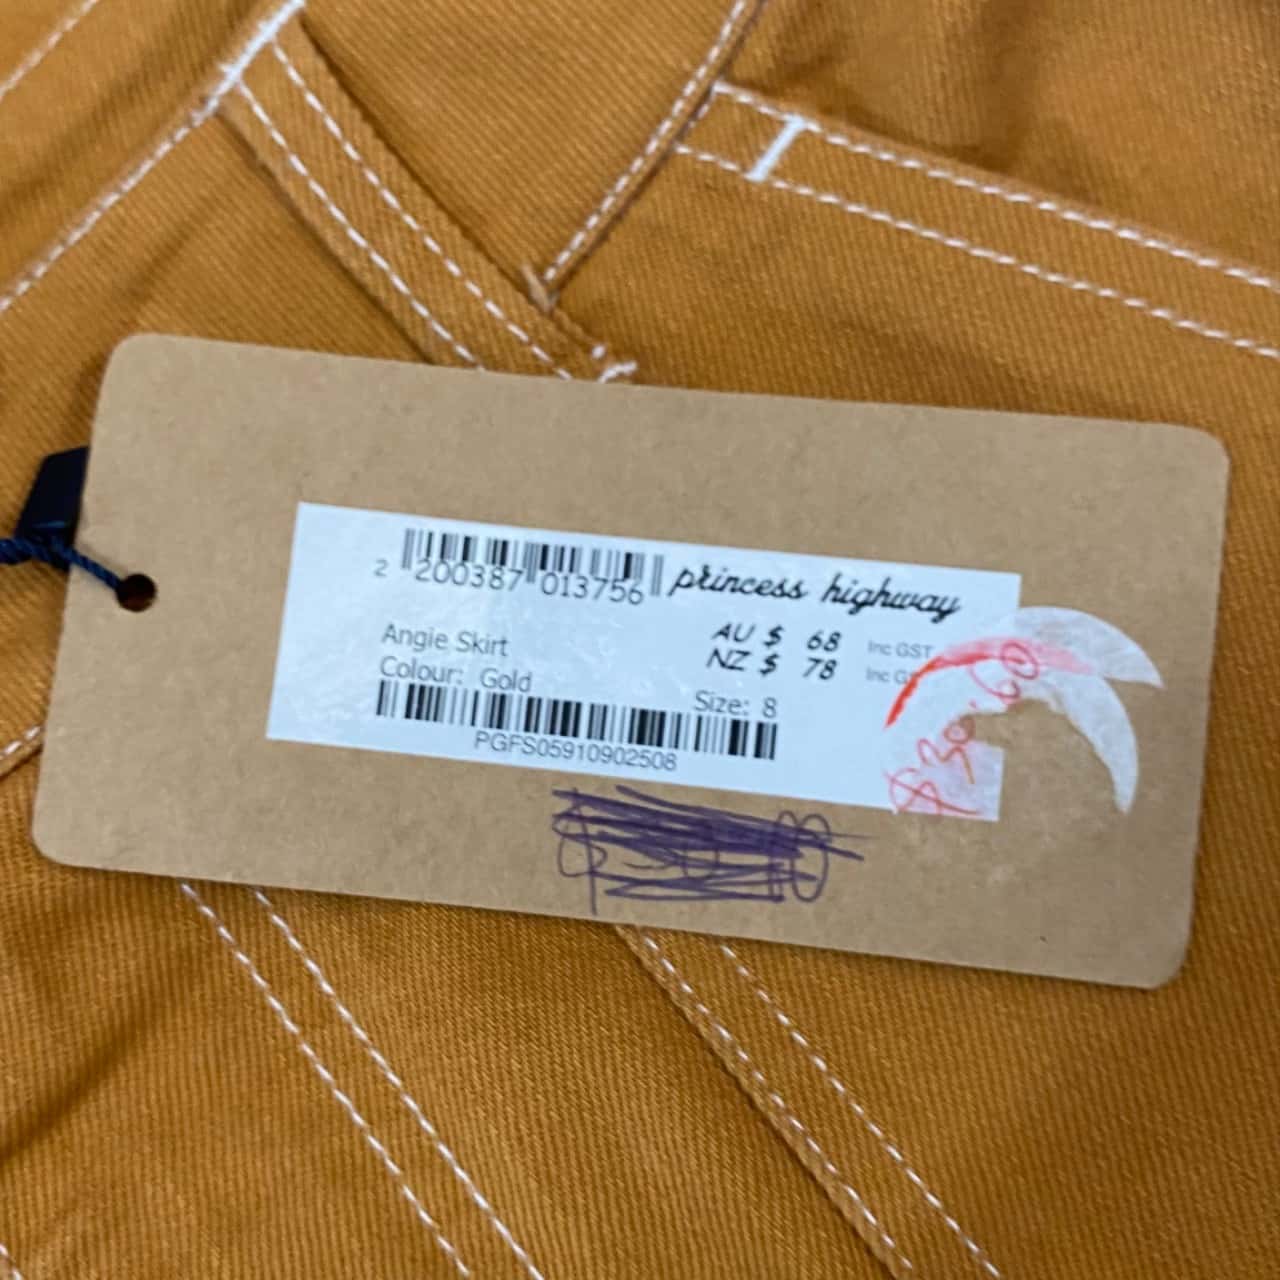 2 200387 013756
princess highway
Angie Skirt
AU $ 68 Inc GST
NZ $ 78
Colour: Gold
Size: 8
PGFS05910902508